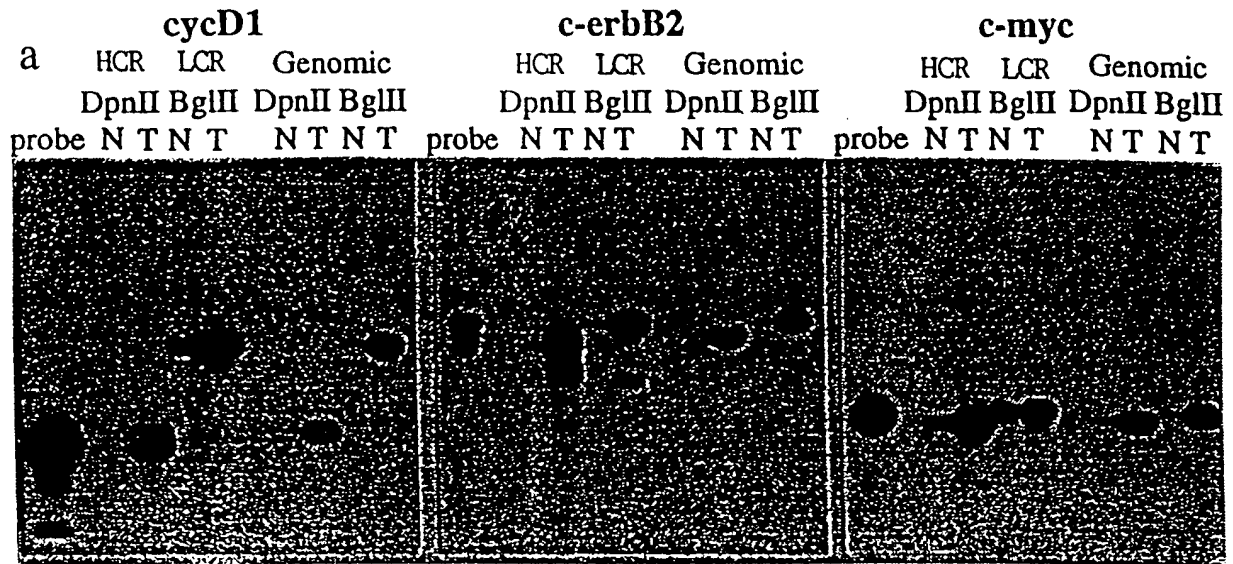 cycD1 c-erbB2 c-myc
a HCR LCR Genomic HCR LCR Genomic HCR LCR Genomic
DpnII BglII DpnII BglII DpnII BglII DpnII BglII DpnII BglII DpnII BglII
probe N T N T N T N T probe N T N T N T N T probe N T N T N T N T